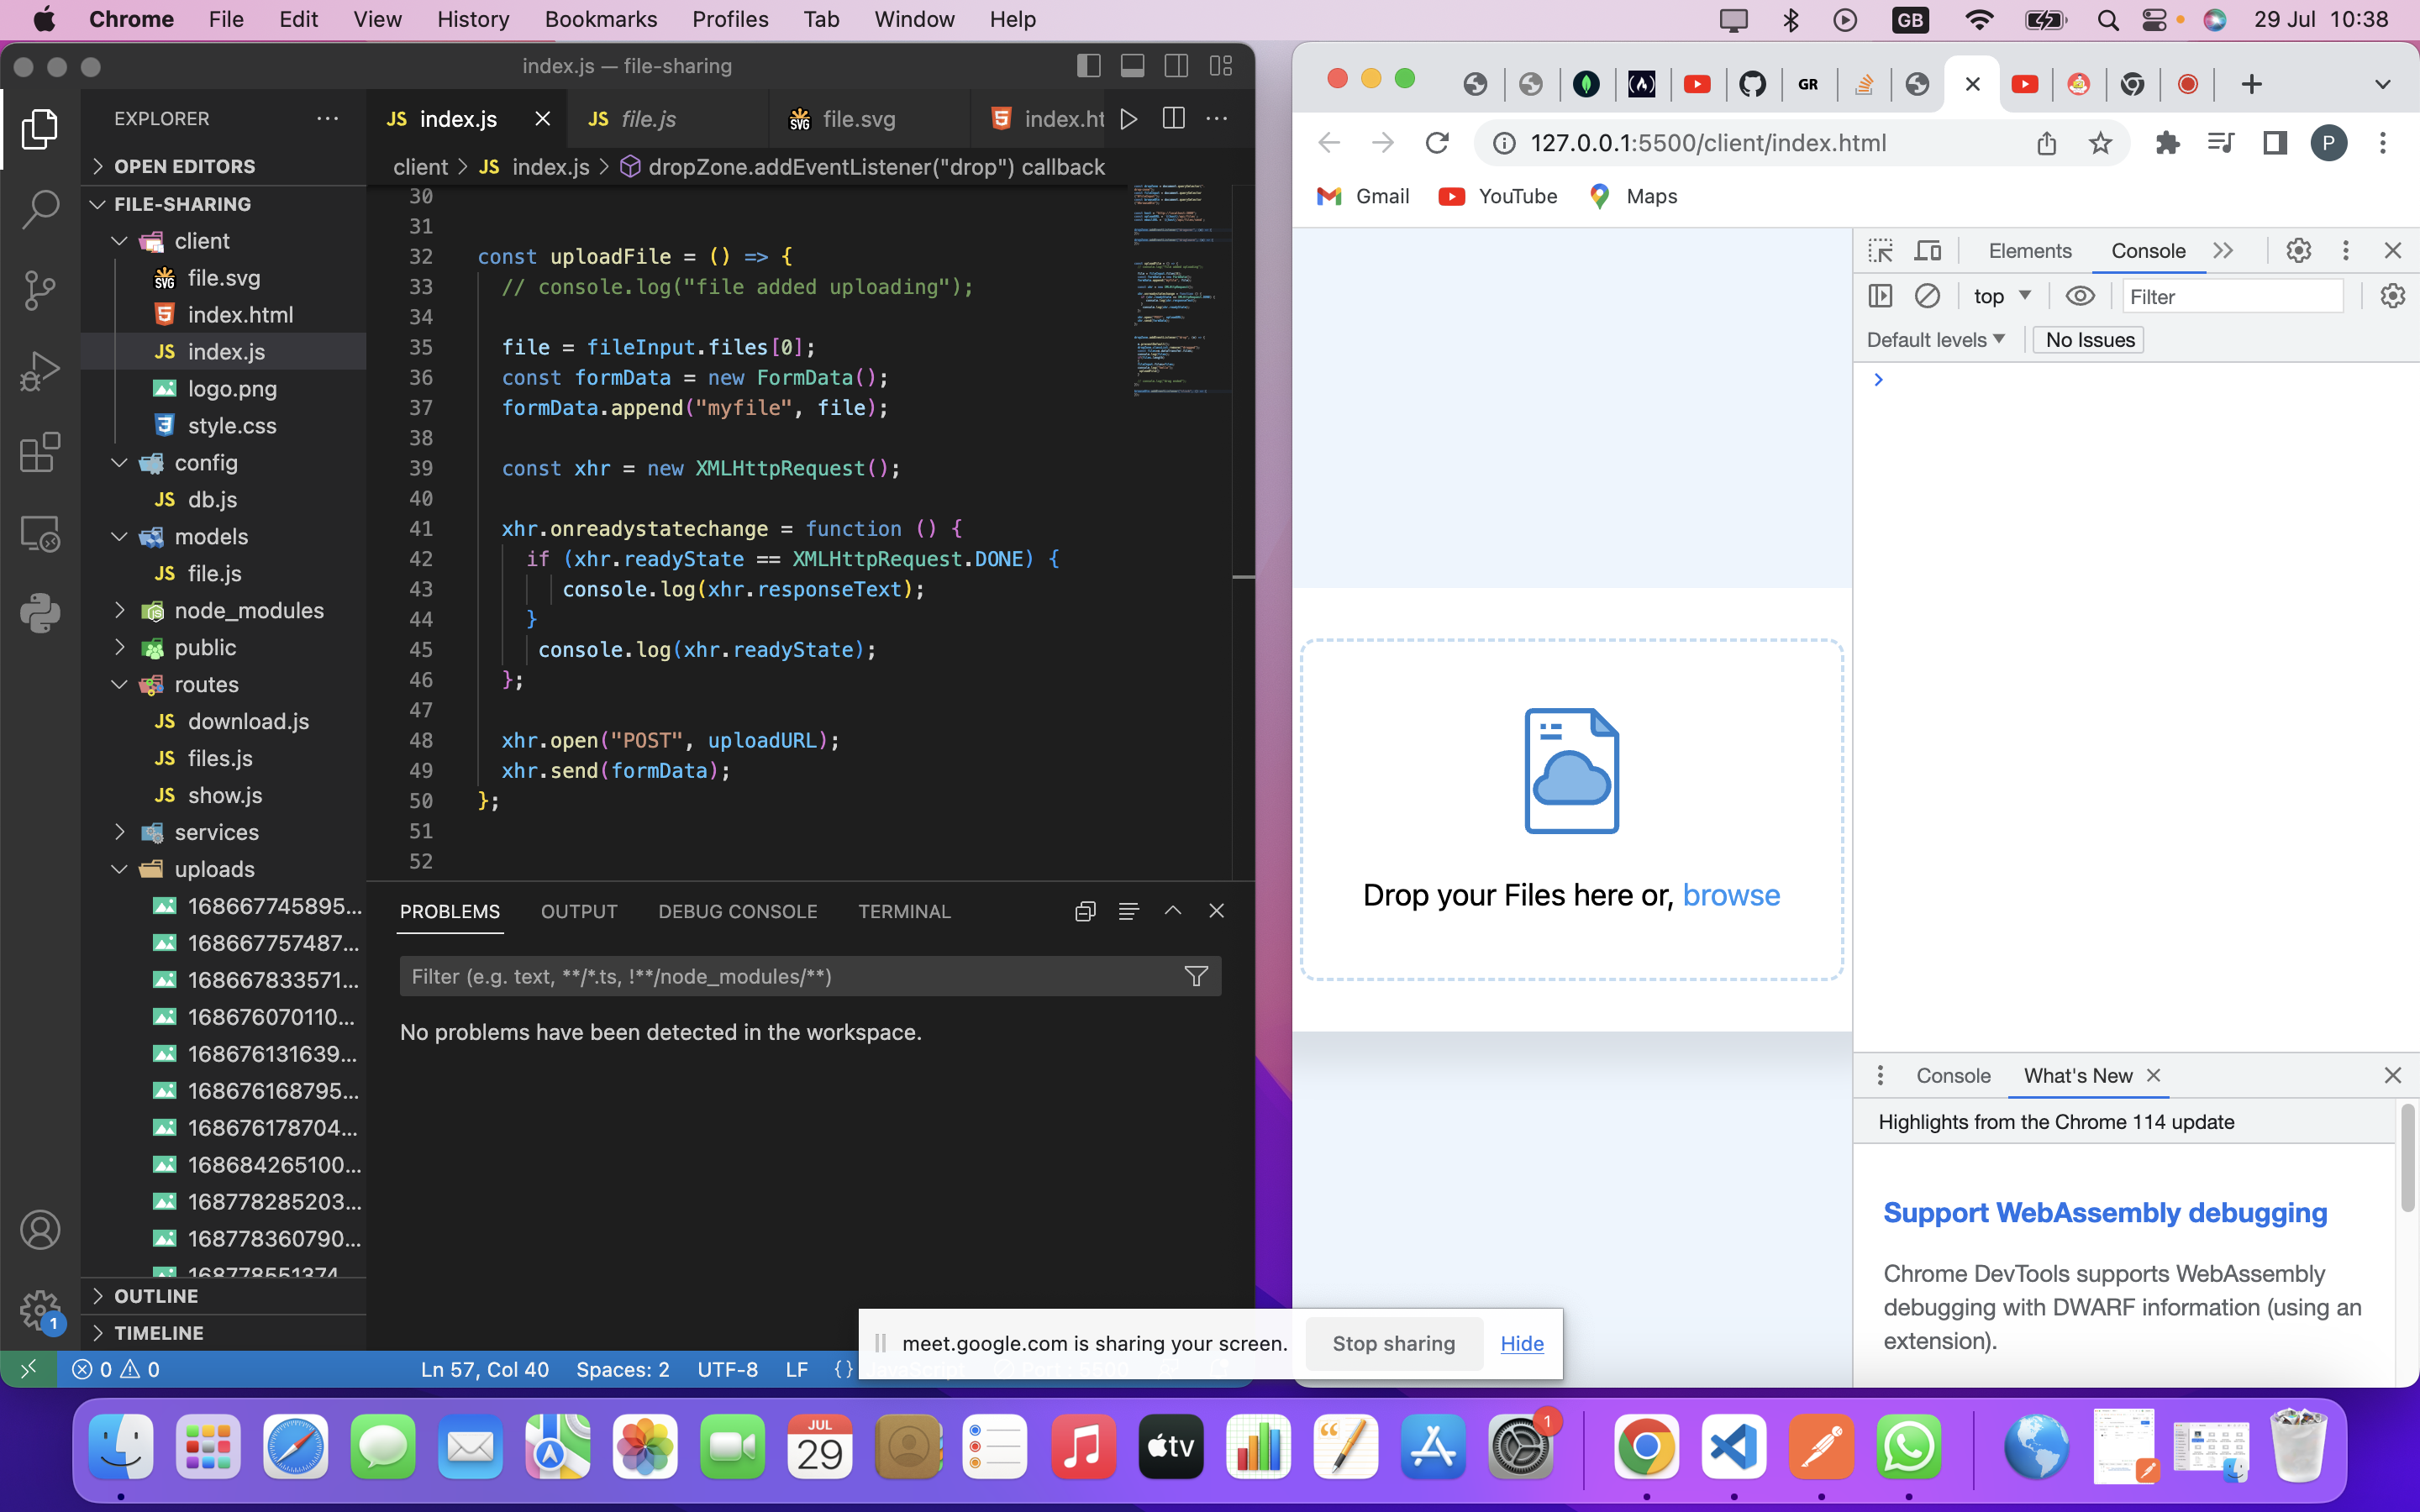 Chrome File Edit View History Bookmarks Profiles Tab Window Help GB 29 Jul 10:38
index.js — file-sharing
EXPLORER
OPEN EDITORS
FILE-SHARING
client
file.svg
index.html
index.js
logo.png
style.css
config
db.js
models
file.js
node_modules
public
routes
download.js
files.js
show.js
services
uploads
168667745895...
168667757487...
168667833571...
168676070110...
168676131639...
168676168795...
168676178704...
168684265100...
168778285203...
168778360790...
168778551374
OUTLINE
TIMELINE
index.js file.js file.svg index.ht
client > JS index.js > dropZone.addEventListener("drop") callback
30
31
32 const uploadFile = () => {
33 // console.log("file added uploading");
34
35 file = fileInput.files[0];
36 const formData = new FormData();
37 formData.append("myfile", file);
38
39 const xhr = new XMLHttpRequest();
40
41 xhr.onreadystatechange = function () {
42 if (xhr.readyState == XMLHttpRequest.DONE) {
43 console.log(xhr.responseText);
44 }
45 console.log(xhr.readyState);
46 };
47
48 xhr.open("POST", uploadURL);
49 xhr.send(formData);
50 };
51
52
PROBLEMS OUTPUT DEBUG CONSOLE TERMINAL
Filter (e.g. text, **/*.ts, !**/node_modules/**)
No problems have been detected in the workspace.
0 0 Ln 57, Col 40 Spaces: 2 UTF-8 LF {}
1
GR
127.0.0.1:5500/client/index.html
P
Gmail YouTube Maps
Drop your Files here or, browse
Elements Console
top Filter
Default levels No Issues
Console What's New
Highlights from the Chrome 114 update
Support WebAssembly debugging
Chrome DevTools supports WebAssembly
debugging with DWARF information (using an
extension).
meet.google.com is sharing your screen. Stop sharing Hide
JUL
29
tv
1